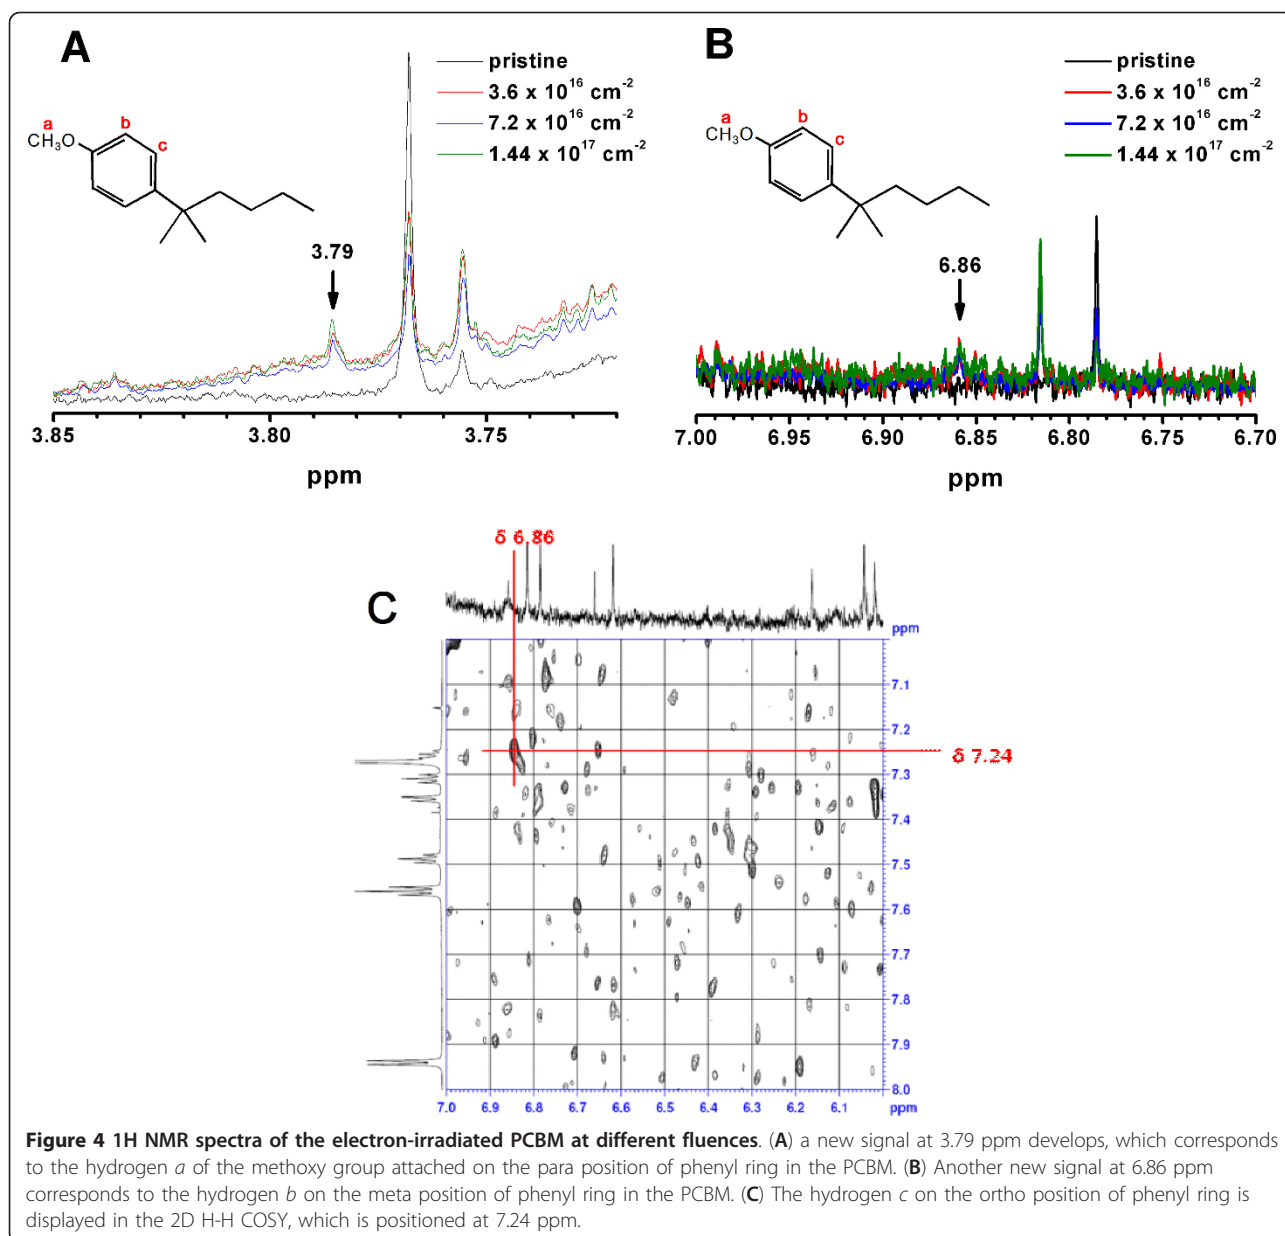 A
pristine
3.6 x 10^16 cm^-2
7.2 x 10^16 cm^-2
1.44 x 10^17 cm^-2
a
b
c
CH3O
3.79
3.85 3.80 3.75
ppm
B
pristine
3.6 x 10^16 cm^-2
7.2 x 10^16 cm^-2
1.44 x 10^17 cm^-2
a
b
c
CH3O
6.86
7.00 6.95 6.90 6.85 6.80 6.75 6.70
ppm
C
δ 6.86
ppm
7.1
7.2
δ 7.24
7.3
7.4
7.5
7.6
7.7
7.8
7.9
8.0
7.0 6.9 6.8 6.7 6.6 6.5 6.4 6.3 6.2 6.1 ppm
Figure 4 1H NMR spectra of the electron-irradiated PCBM at different fluences. (A) a new signal at 3.79 ppm develops, which corresponds
to the hydrogen a of the methoxy group attached on the para position of phenyl ring in the PCBM. (B) Another new signal at 6.86 ppm
corresponds to the hydrogen b on the meta position of phenyl ring in the PCBM. (C) The hydrogen c on the ortho position of phenyl ring is
displayed in the 2D H-H COSY, which is positioned at 7.24 ppm.